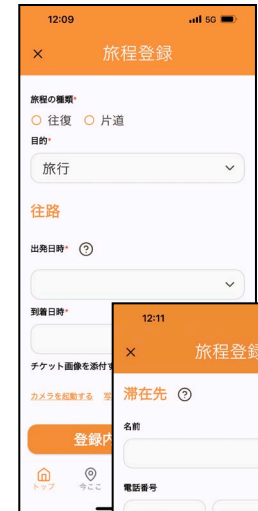 12:09
5G
×
旅程登録
旅程の種類*
往復 片道
目的*
旅行
往路
出発日時* ?
到着日時*
チケット画像を添付す
カメラを起動する 写
登録内
トップ 今ここ
12:11
×
旅程登録
滞在先 ?
名前
電話番号